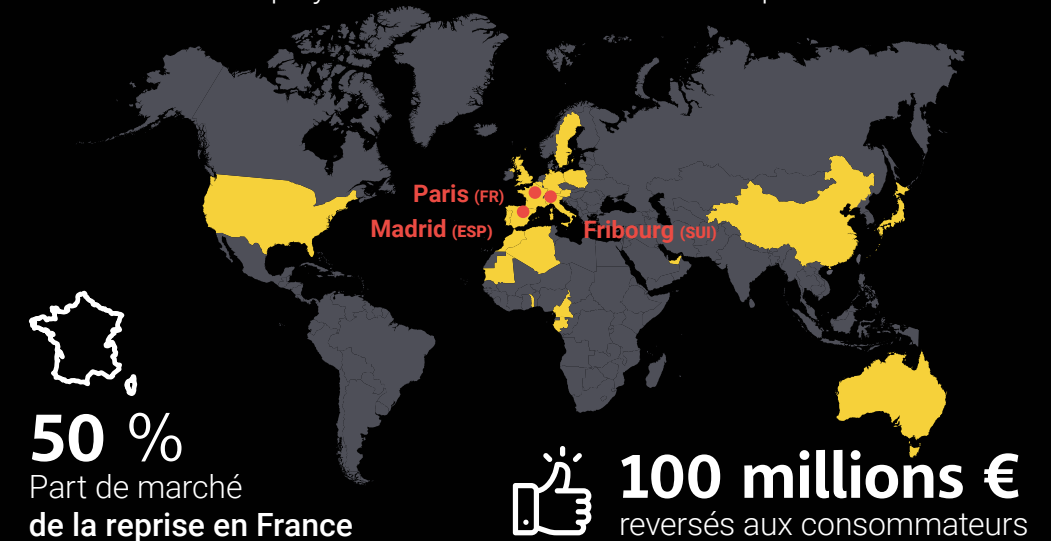 Paris (FR)
Madrid (ESP)
Fribourg (SUI)
50 %
Part de marché
de la reprise en France
100 millions €
reversés aux consommateurs